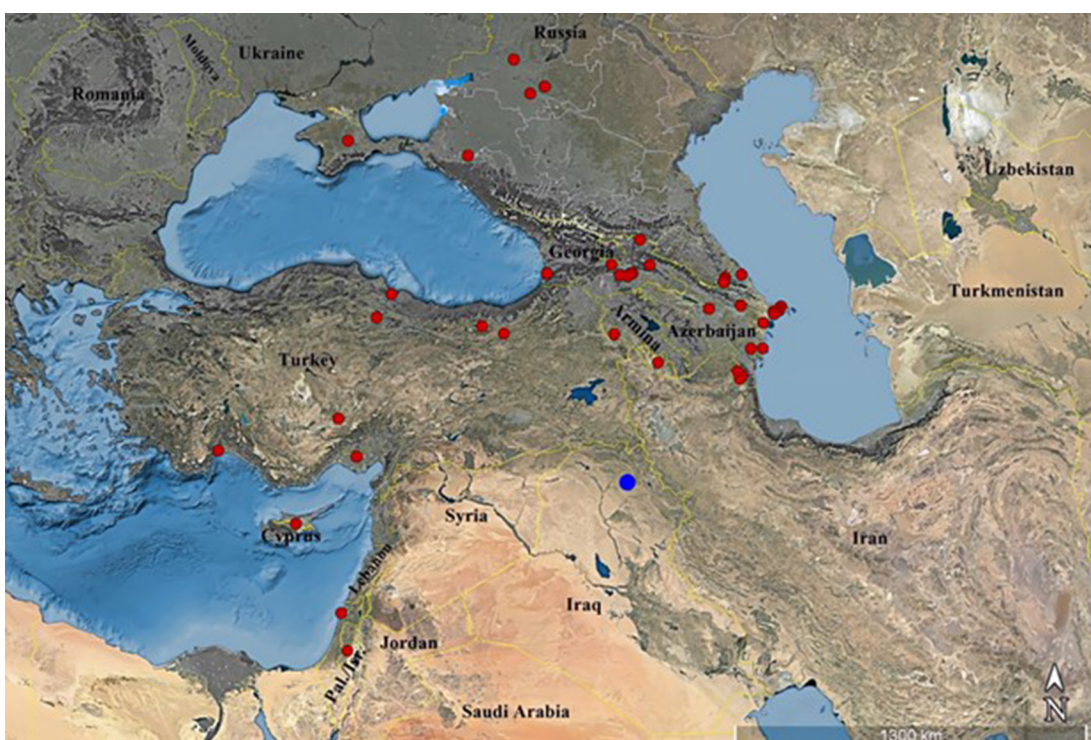 Russia
Ukraine
Moldova
Romania
Uzbekistan
Georgia
Turkmenistan
Armina
Azerbaijan
Turkey
Syria
Cyprus
Iran
Lebanon
Iraq
Jordan
Pal./Isr.
Saudi Arabia
N
1300 km